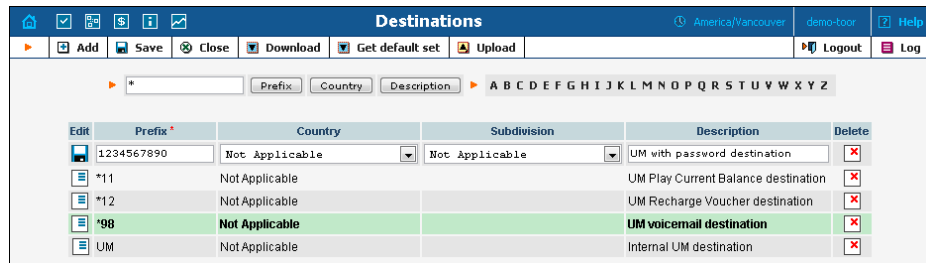 Destinations America/Vancouver demo-toor Help
Add Save Close Download Get default set Upload Logout Log
* Prefix Country Description A B C D E F G H I J K L M N O P Q R S T U V W X Y Z
Edit Prefix * Country Subdivision Description Delete
1234567890 Not Applicable Not Applicable UM with password destination
*11 Not Applicable UM Play Current Balance destination
*12 Not Applicable UM Recharge Voucher destination
*98 Not Applicable UM voicemail destination
UM Not Applicable Internal UM destination